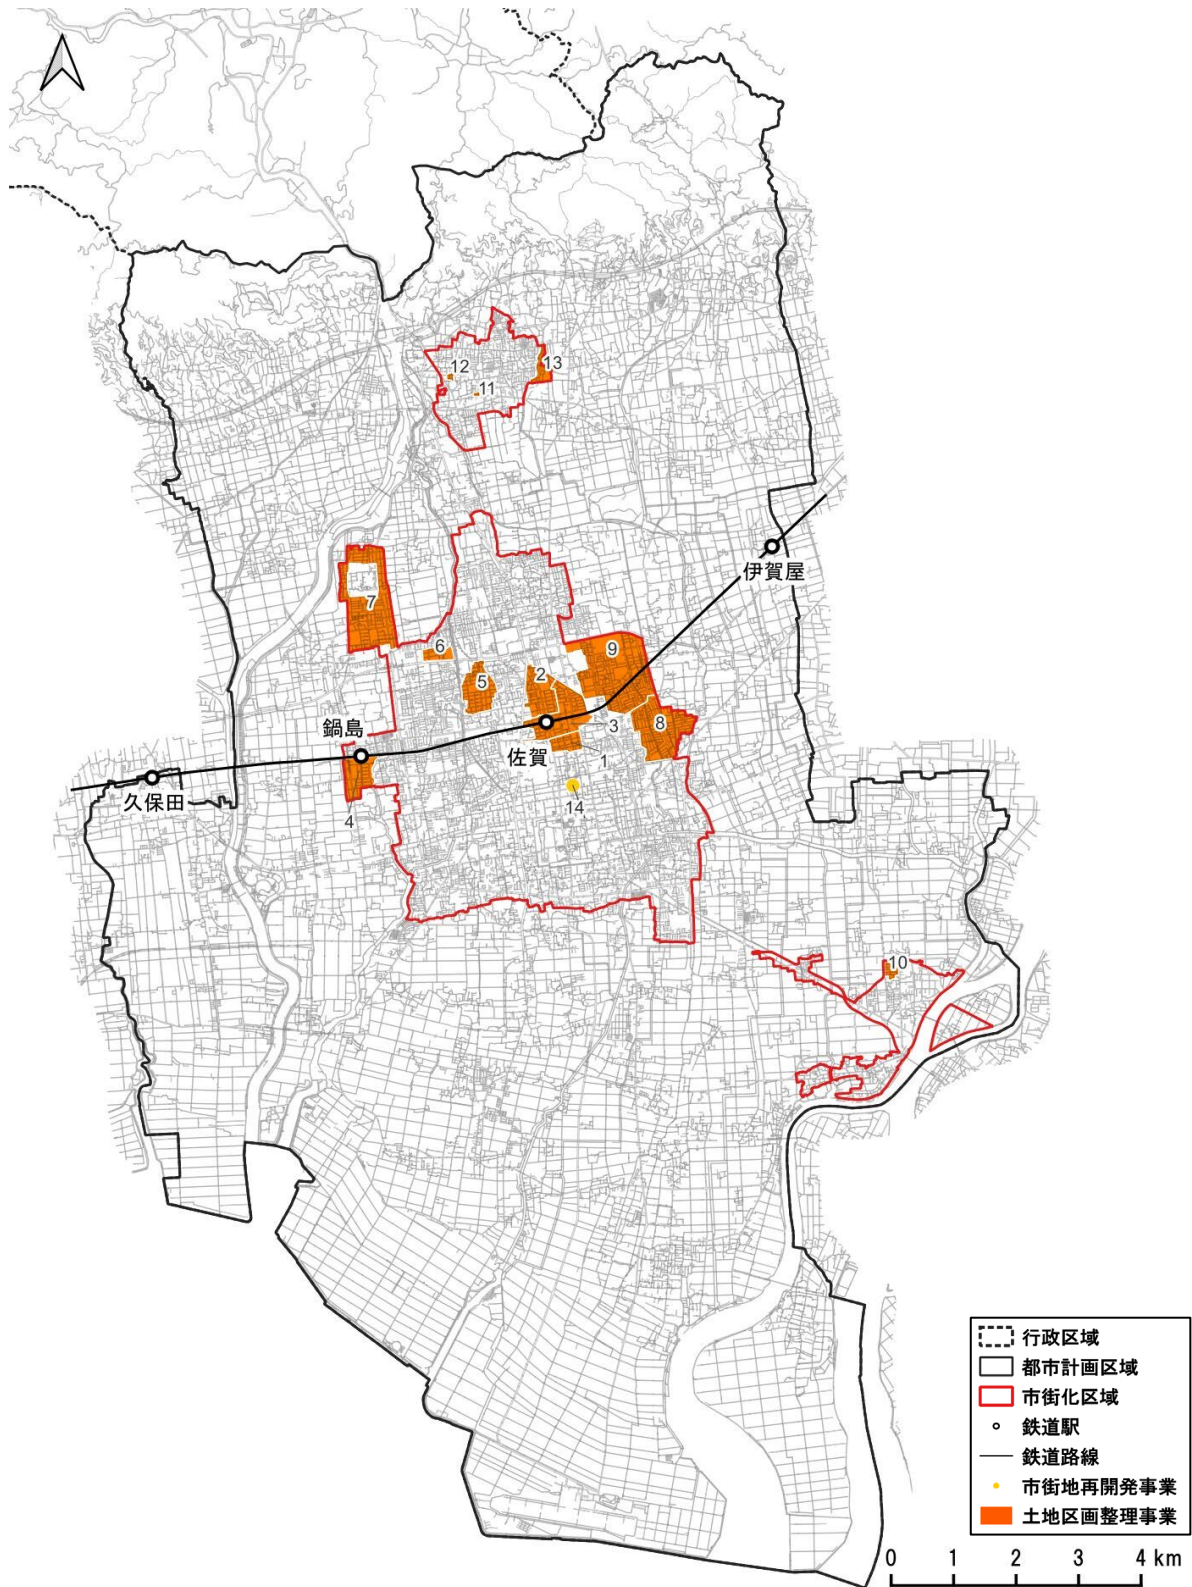 12
13
11
伊賀屋
7
6
9
2
5
8
3
鍋島
佐賀
1
久保田
14
4
10
行政区域
都市計画区域
市街化区域
鉄道駅
鉄道路線
市街地再開発事業
土地区画整理事業
0 1 2 3 4 km